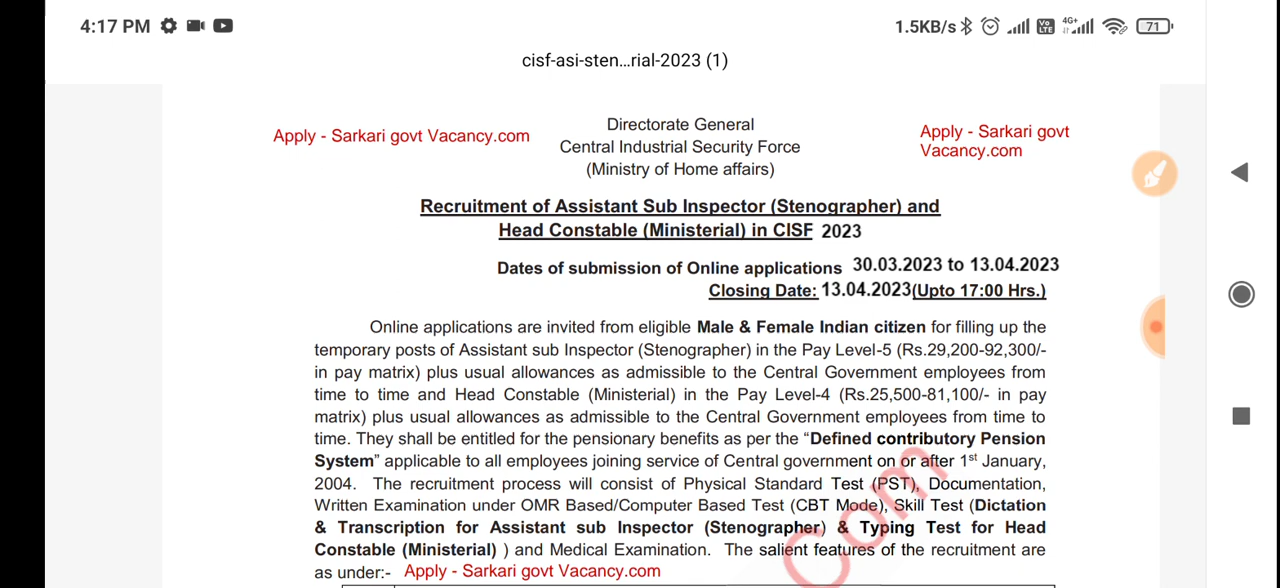 4:17 PM
1.5KB/s
Vo LTE
4G+
71
cisf-asi-sten...rial-2023 (1)
Apply - Sarkari govt Vacancy.com
Directorate General
Central Industrial Security Force
(Ministry of Home affairs)
Apply - Sarkari govt
Vacancy.com
Recruitment of Assistant Sub Inspector (Stenographer) and
Head Constable (Ministerial) in CISF 2023
Dates of submission of Online applications 30.03.2023 to 13.04.2023
Closing Date: 13.04.2023(Upto 17:00 Hrs.)
Online applications are invited from eligible Male & Female Indian citizen for filling up the
temporary posts of Assistant sub Inspector (Stenographer) in the Pay Level-5 (Rs.29,200-92,300/-
in pay matrix) plus usual allowances as admissible to the Central Government employees from
time to time and Head Constable (Ministerial) in the Pay Level-4 (Rs.25,500-81,100/- in pay
matrix) plus usual allowances as admissible to the Central Government employees from time to
time. They shall be entitled for the pensionary benefits as per the “Defined contributory Pension
System” applicable to all employees joining service of Central government on or after 1st January,
2004. The recruitment process will consist of Physical Standard Test (PST), Documentation,
Written Examination under OMR Based/Computer Based Test (CBT Mode), Skill Test (Dictation
& Transcription for Assistant sub Inspector (Stenographer) & Typing Test for Head
Constable (Ministerial) ) and Medical Examination. The salient features of the recruitment are
as under:- Apply - Sarkari govt Vacancy.com
Com